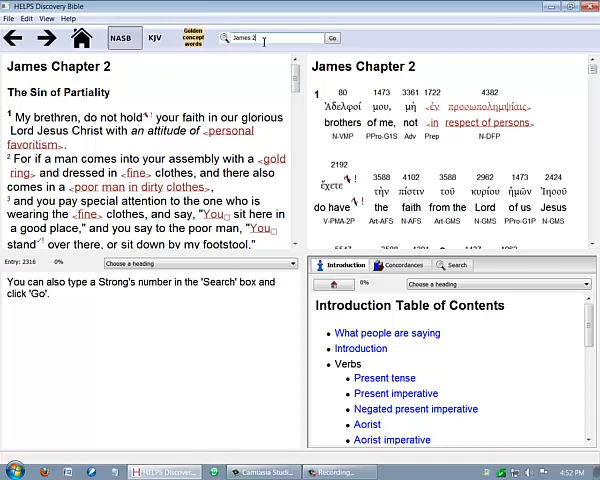 HELPS Discovery Bible
File Edit View Help
NASB
KJV
Golden
concept
words
James 2
Go
James Chapter 2
The Sin of Partiality
1 My brethren, do not hold ! your faith in our glorious
Lord Jesus Christ with an attitude of <personal
favoritism>.
2 For if a man comes into your assembly with a <gold
ring> and dressed in <fine> clothes, and there also
comes in a <poor man in dirty clothes>,
3 and you pay special attention to the one who is
wearing the <fine> clothes, and say, "You sit here in
a good place," and you say to the poor man, "You
stand ! over there, or sit down by my footstool."
James Chapter 2
80 1473 3361 1722 4382
1 Ἀδελφοί μου, μὴ <ἐν προσωπολημψίαις>
brothers of me, not <in respect of persons>
N-VMP PPro-G1S Adv Prep N-DFP
2192 3588 4102 3588 2962 1473 2424
ἔχετε ! τὴν πίστιν τοῦ κυρίου ἡμῶν Ἰησοῦ
do have ! the faith from the Lord of us Jesus
V-PMA-2P Art-AFS N-AFS Art-GMS N-GMS PPro-G1P N-GMS
Entry: 2316 0% Choose a heading
You can also type a Strong's number in the 'Search' box and
click 'Go'.
Introduction Concordances Search
0% Choose a heading
Introduction Table of Contents
What people are saying
Introduction
Verbs
Present tense
Present imperative
Negated present imperative
Aorist
Aorist imperative
HELPS Discover...
Camtasia Studi...
Recording...
4:52 PM